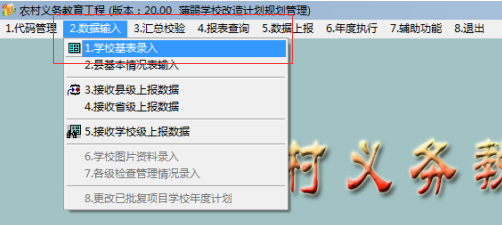 农村义务教育工程 (版本：20.00 薄弱学校改造计划规划管理)
1.代码管理 2.数据输入 3.汇总校验 4.报表查询 5.数据上报 6.年度执行 7.辅助功能 8.退出
1.学校基表录入
2.县基本情况表输入
3.接收县级上报数据
4.接收省级上报数据
5.接收学校级上报数据
6.学校图片资料录入
7.各级检查管理情况录入
8.更改已批复项目学校年度计划
村义务教